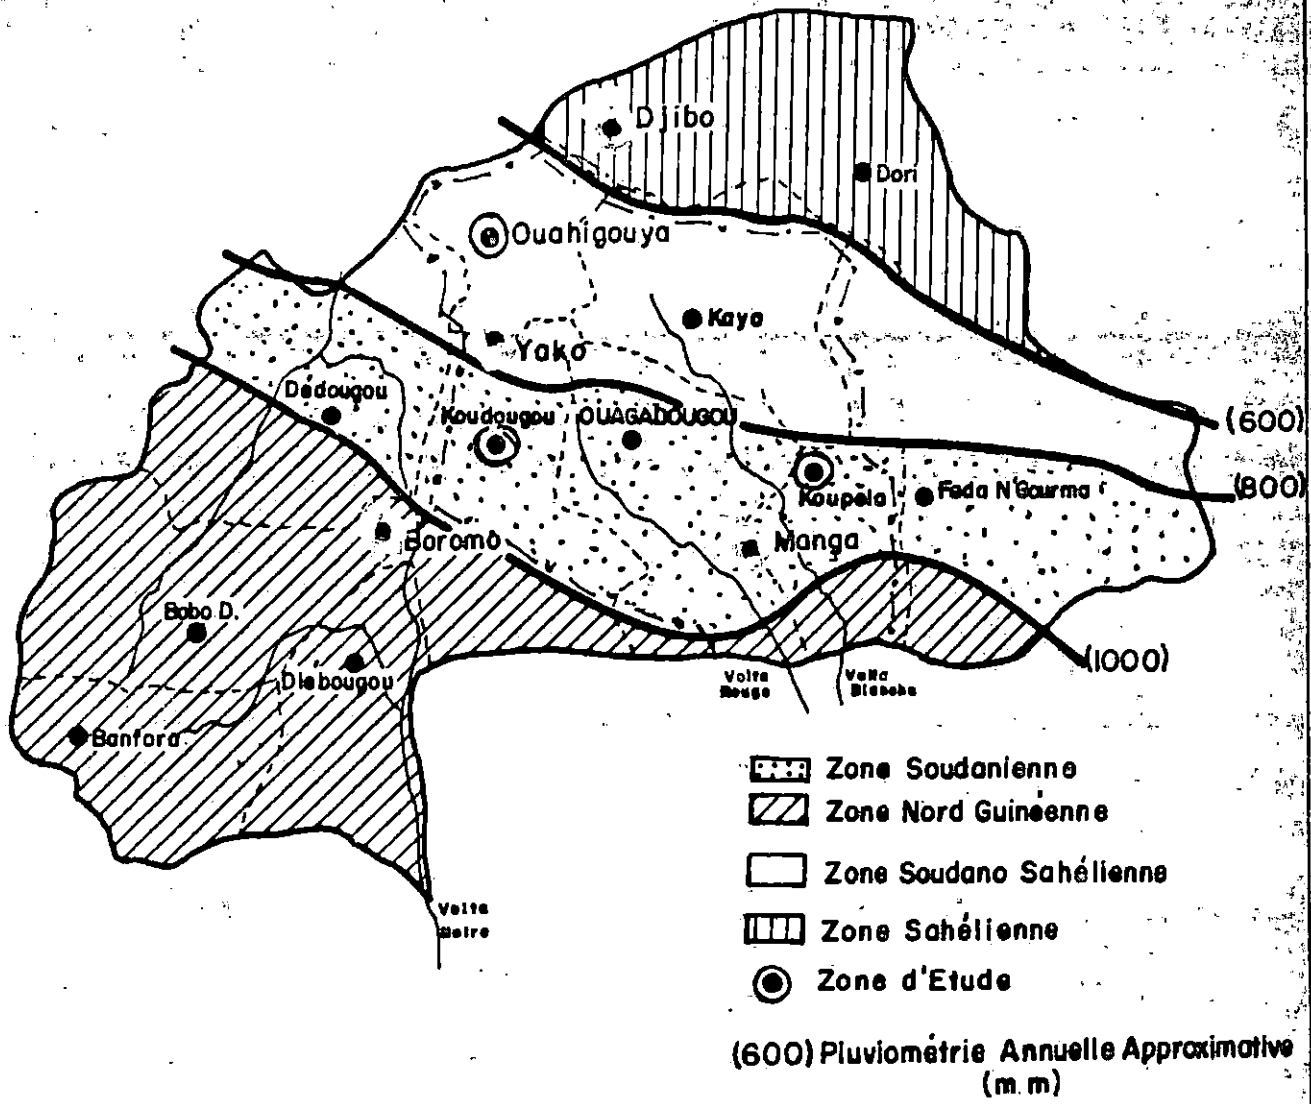 Djibo
Dori
Ouahigouya
Kaya
Yako
Dedougou
Koudougou
OUAGADOUGOU
(600)
(800)
Koupela
Fada N'Gourma
Boromo
Manga
Bobo D.
(1000)
Diebougou
Volta
Rouge
Volta
Blanche
Banfora
Zone Soudanienne
Zone Nord Guinéenne
Zone Soudano Sahélienne
Volta
Noire
Zone Sahélienne
Zone d'Etude
(600) Pluviométrie Annuelle Approximative
(m.m)